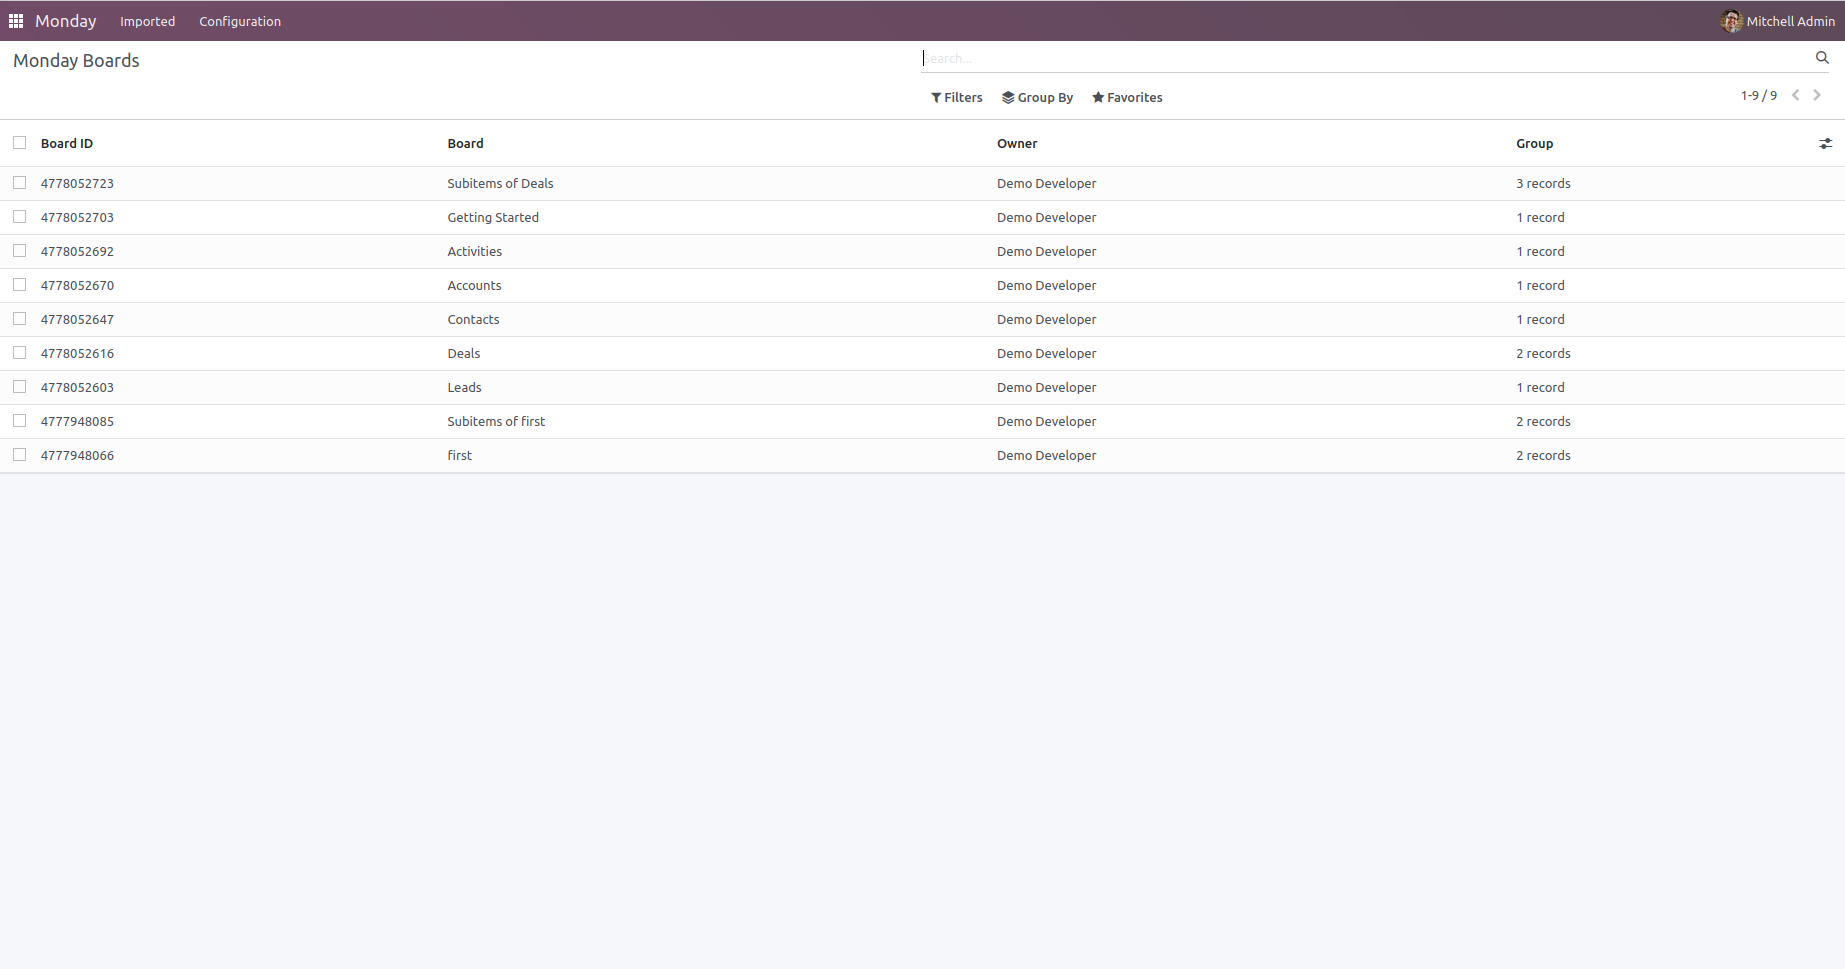 Monday Imported Configuration Mitchell Admin
Monday Boards Search...
Filters Group By Favorites 1-9 / 9
Board ID Board Owner Group
4778052723 Subitems of Deals Demo Developer 3 records
4778052703 Getting Started Demo Developer 1 record
4778052692 Activities Demo Developer 1 record
4778052670 Accounts Demo Developer 1 record
4778052647 Contacts Demo Developer 1 record
4778052616 Deals Demo Developer 2 records
4778052603 Leads Demo Developer 1 record
4777948085 Subitems of first Demo Developer 2 records
4777948066 first Demo Developer 2 records